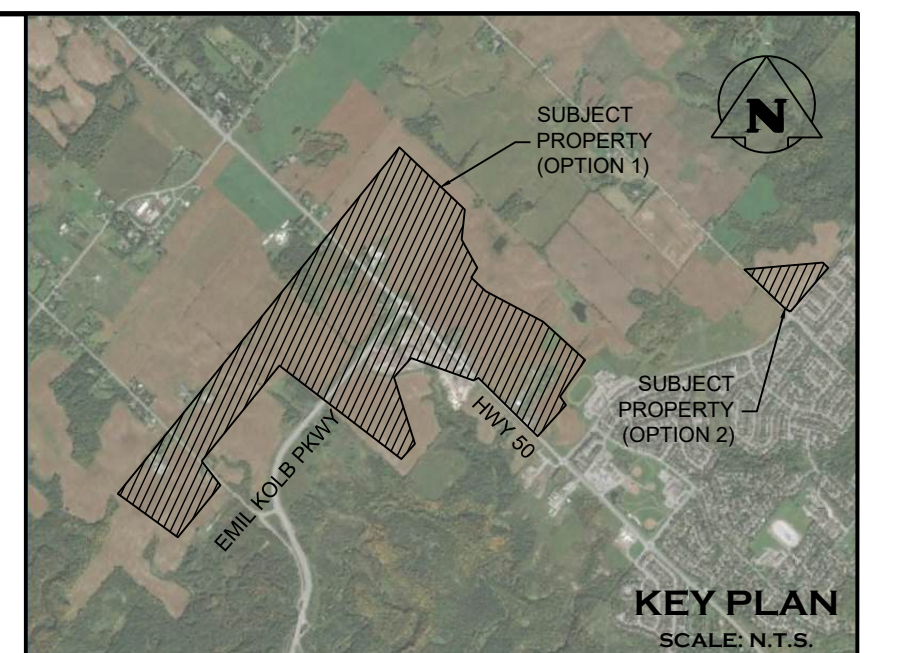 SUBJECT
PROPERTY
(OPTION 1)
N
SUBJECT
PROPERTY
(OPTION 2)
HWY 50
EMIL KOLB PKWY
KEY PLAN
SCALE: N.T.S.